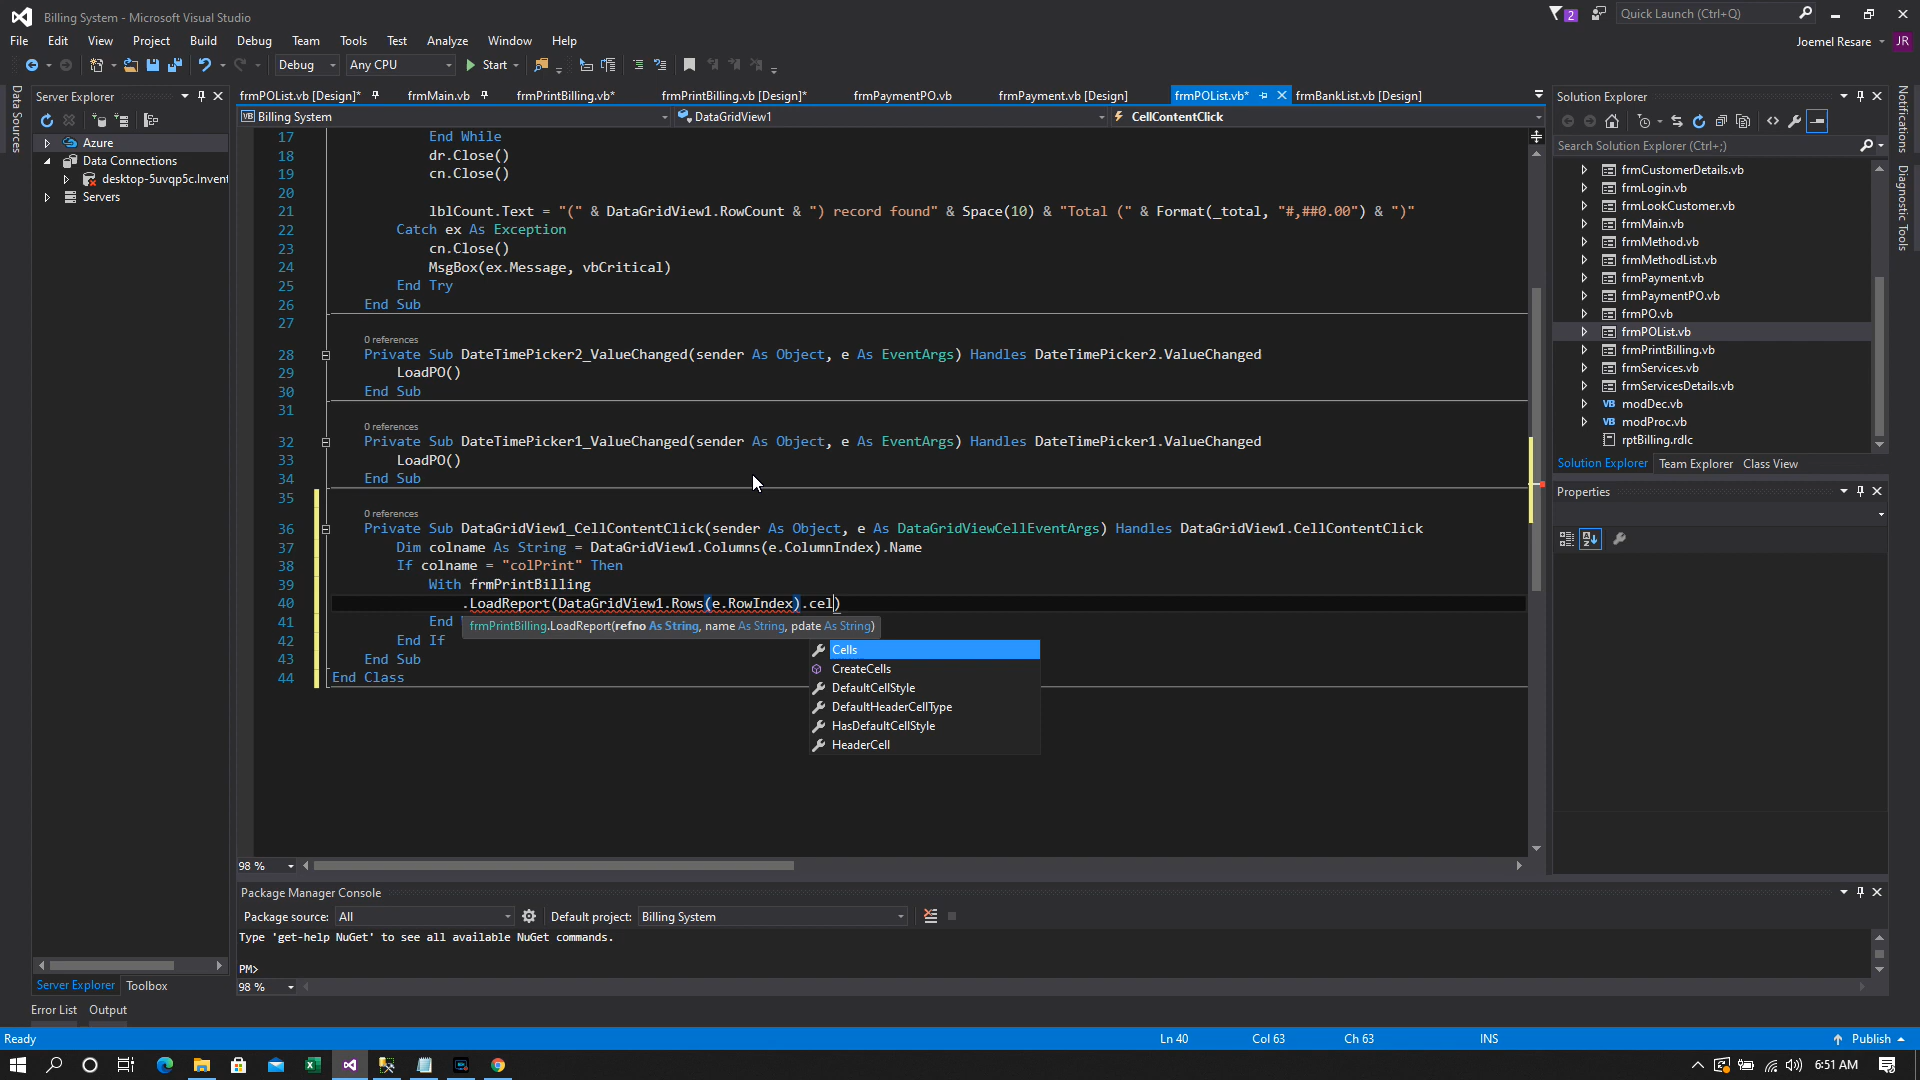 Billing System - Microsoft Visual Studio
2
Quick Launch (Ctrl+Q)
File Edit View Project Build Debug Team Tools Test Analyze Window Help
Joemel Resare JR
Debug Any CPU Start
Data Sources
Server Explorer
Azure
Data Connections
desktop-5uvqp5c.Invent
Servers
Server Explorer Toolbox
frmPOList.vb [Design]* frmMain.vb frmPrintBilling.vb* frmPrintBilling.vb [Design]* frmPaymentPO.vb frmPayment.vb [Design] frmPOList.vb* frmBankList.vb [Design]
Billing System DataGridView1 CellContentClick
17 End While
18 dr.Close()
19 cn.Close()
20
21 lblCount.Text = "(" & DataGridView1.RowCount & ") record found" & Space(10) & "Total (" & Format(_total, "#,##0.00") & ")"
22 Catch ex As Exception
23 cn.Close()
24 MsgBox(ex.Message, vbCritical)
25 End Try
26 End Sub
27
0 references
28 Private Sub DateTimePicker2_ValueChanged(sender As Object, e As EventArgs) Handles DateTimePicker2.ValueChanged
29 LoadPO()
30 End Sub
31
0 references
32 Private Sub DateTimePicker1_ValueChanged(sender As Object, e As EventArgs) Handles DateTimePicker1.ValueChanged
33 LoadPO()
34 End Sub
35
0 references
36 Private Sub DataGridView1_CellContentClick(sender As Object, e As DataGridViewCellEventArgs) Handles DataGridView1.CellContentClick
37 Dim colname As String = DataGridView1.Columns(e.ColumnIndex).Name
38 If colname = "colPrint" Then
39 With frmPrintBilling
40 .LoadReport(DataGridView1.Rows(e.RowIndex).cel)
41 End
frmPrintBilling.LoadReport(refno As String, name As String, pdate As String)
42 End If
43 End Sub
44 End Class
Cells
CreateCells
DefaultCellStyle
DefaultHeaderCellType
HasDefaultCellStyle
HeaderCell
98 %
Package Manager Console
Package source: All Default project: Billing System
Type 'get-help NuGet' to see all available NuGet commands.
PM>
98 %
Solution Explorer
Search Solution Explorer (Ctrl+;)
frmCustomerDetails.vb
frmLogin.vb
frmLookCustomer.vb
frmMain.vb
frmMethod.vb
frmMethodList.vb
frmPayment.vb
frmPaymentPO.vb
frmPO.vb
frmPOList.vb
frmPrintBilling.vb
frmServices.vb
frmServicesDetails.vb
VB modDec.vb
VB modProc.vb
rptBilling.rdlc
Solution Explorer Team Explorer Class View
Properties
Notifications
Diagnostic Tools
Error List Output
Ready Ln 40 Col 63 Ch 63 INS Publish
6:51 AM